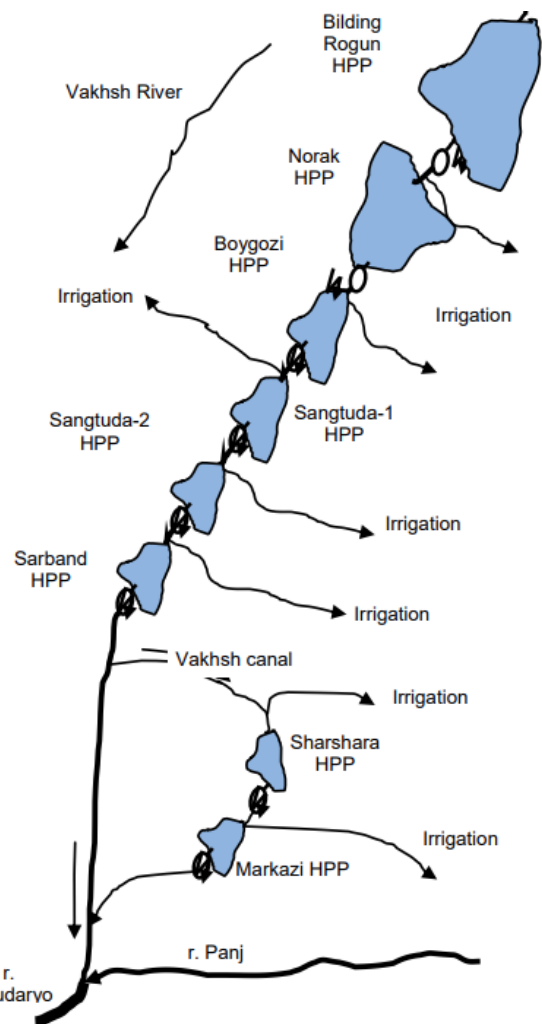 Bilding
Rogun
HPP
Vakhsh River
Norak
HPP
Boygozi
HPP
Irrigation
Irrigation
Sangtuda-2
HPP
Sangtuda-1
HPP
Irrigation
Sarband
HPP
Irrigation
Vakhsh canal
Irrigation
Sharshara
HPP
Irrigation
Markazi HPP
r. Panj
r.
udaryo